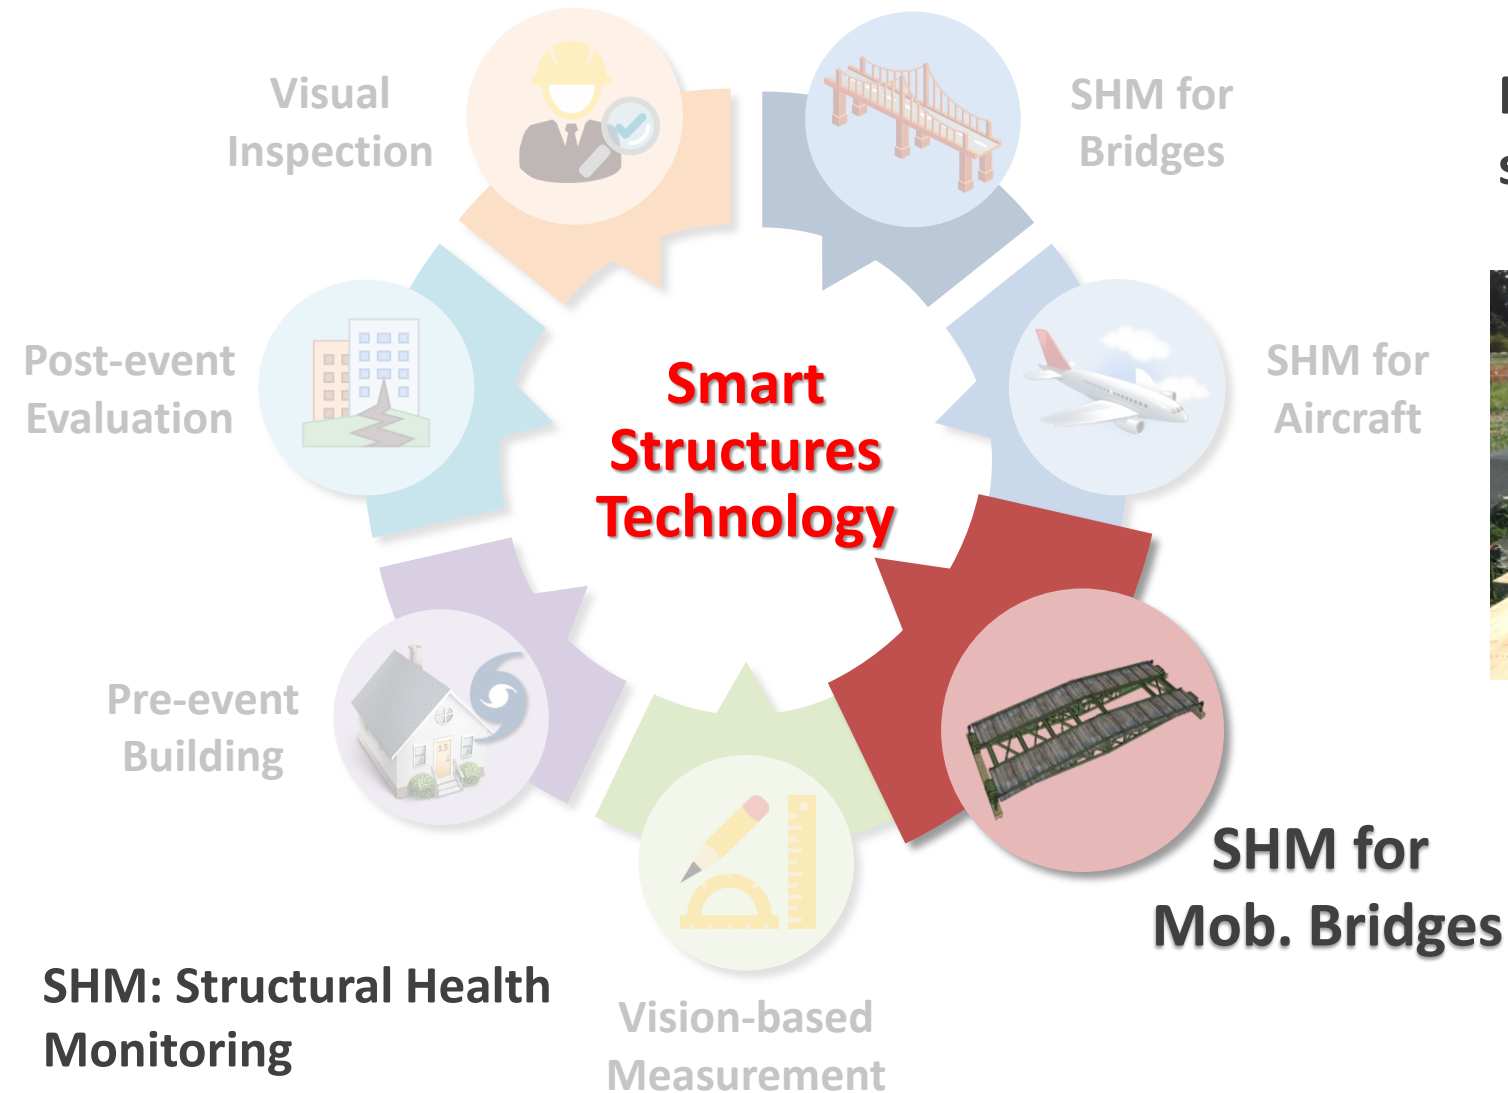 Visual
Inspection
SHM for
Bridges
Post-event
Evaluation
Smart
Structures
Technology
SHM for
Aircraft
Pre-event
Building
13
SHM for
Mob. Bridges
SHM: Structural Health
Monitoring
Vision-based
Measurement